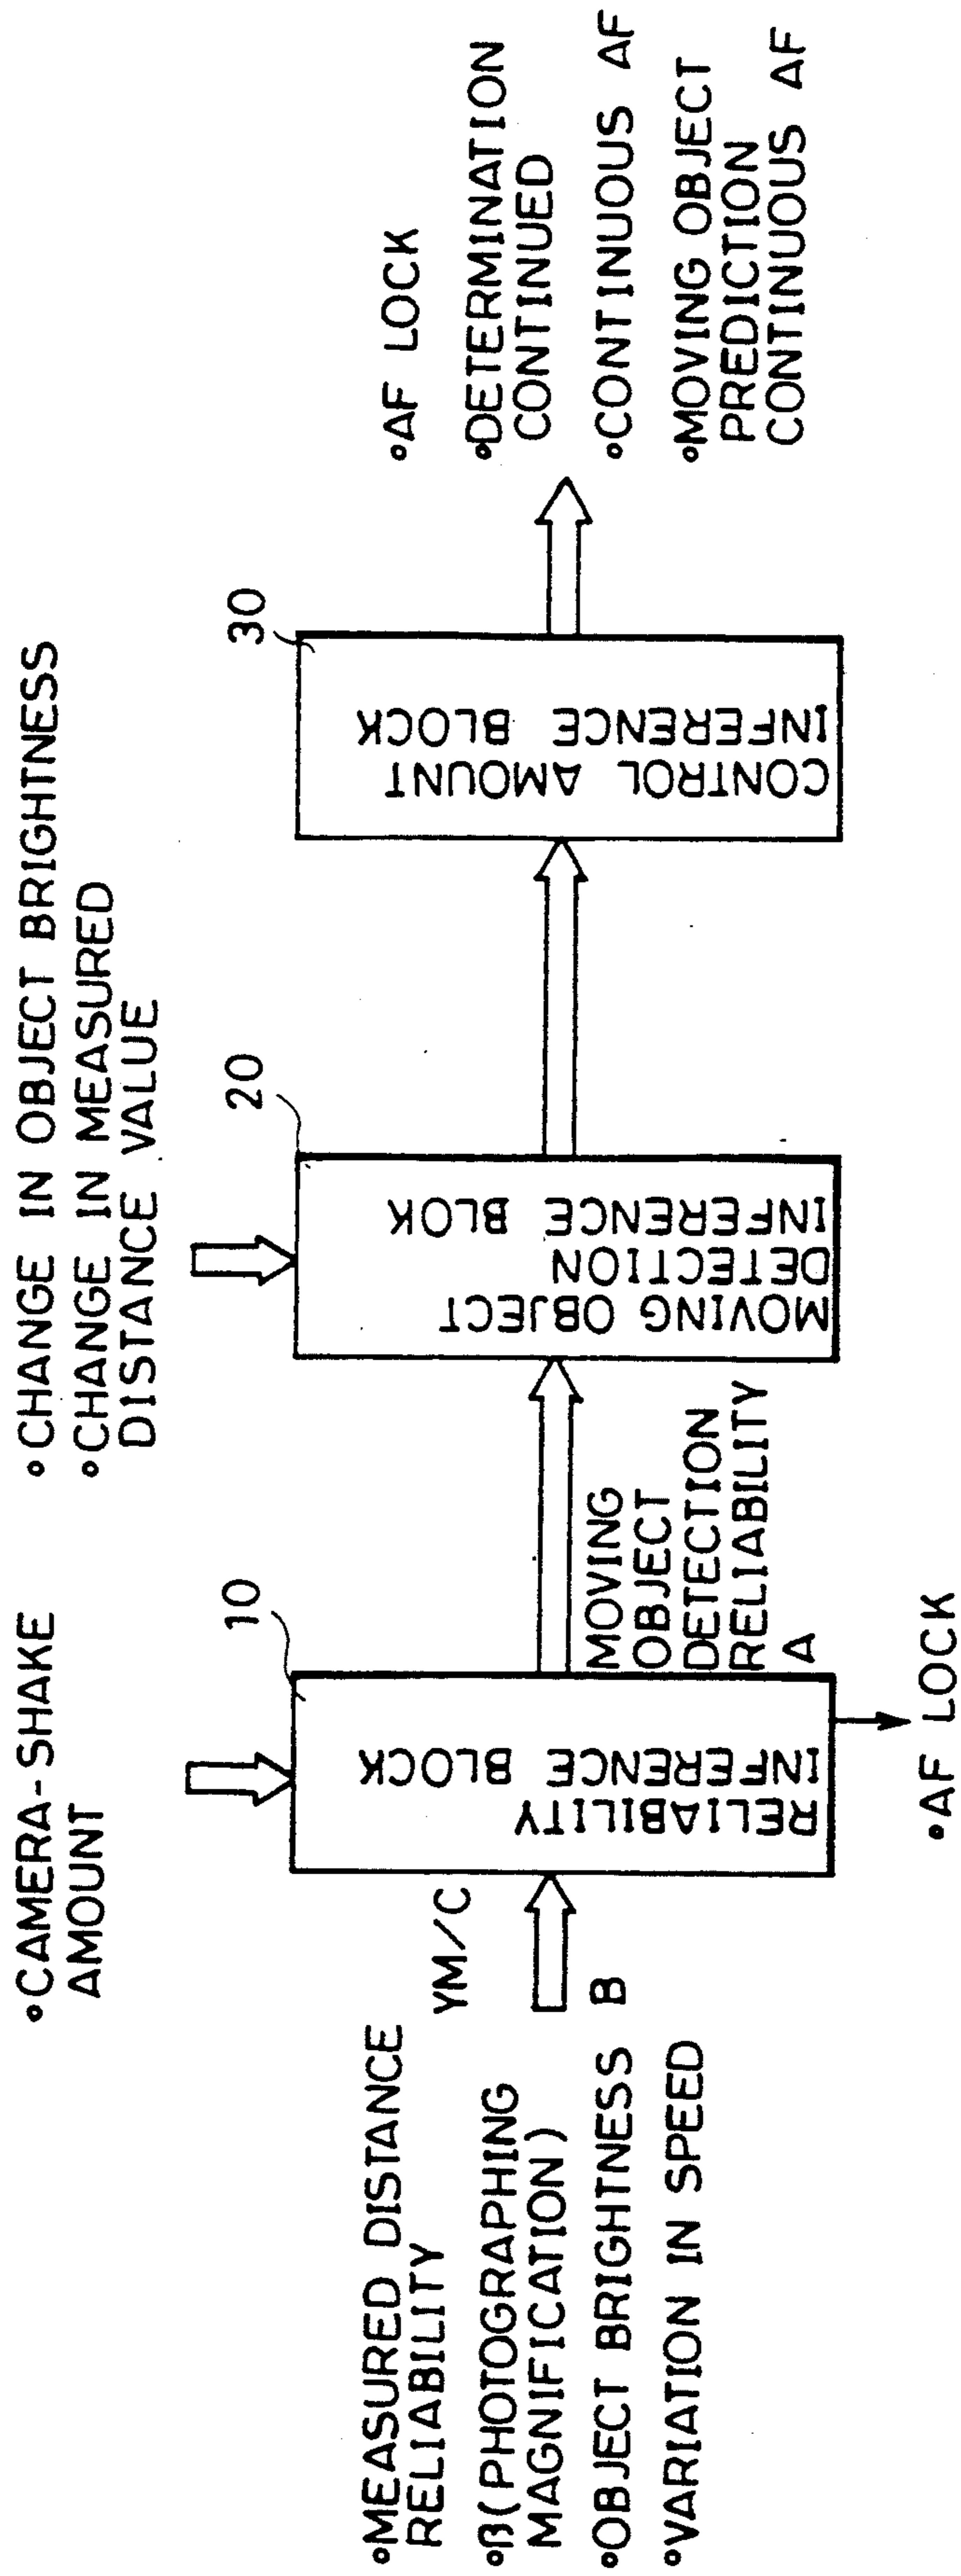 °CAMERA-SHAKE
AMOUNT
°CHANGE IN OBJECT BRIGHTNESS
°CHANGE IN MEASURED
DISTANCE VALUE
°MEASURED DISTANCE
RELIABILITY
YM/C
°β(PHOTOGRAPHING
MAGNIFICATION)
°OBJECT BRIGHTNESS B
°VARIATION IN SPEED
10
RELIABILITY
INFERENCE BLOCK
°AF LOCK
MOVING
OBJECT
DETECTION
RELIABILITY
A
20
MOVING OBJECT
DETECTION
INFERENCE BLOK
30
CONTROL AMOUNT
INFERENCE BLOCK
°AF LOCK
°DETERMINATION
CONTINUED
°CONTINUOUS AF
°MOVING OBJECT
PREDICTION
CONTINUOUS AF